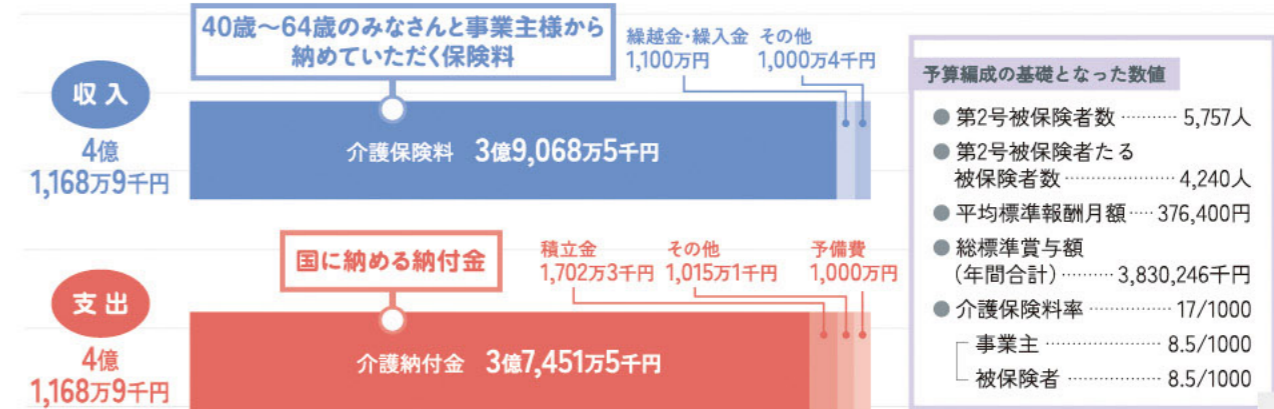 40歳～64歳のみなさんと事業主様から
納めていただく保険料
繰越金・繰入金
1,100万円
その他
1,000万4千円
収入
4億
1,168万9千円
介護保険料 3億9,068万5千円
国に納める納付金
積立金
1,702万3千円
その他
1,015万1千円
予備費
1,000万円
支出
4億
1,168万9千円
介護納付金 3億7,451万5千円
予算編成の基礎となった数値
●第2号被保険者数………… 5,757人
●第2号被保険者たる
被保険者数………………… 4,240人
●平均標準報酬月額…… 376,400円
●総標準賞与額
（年間合計）……… 3,830,246千円
●介護保険料率…………… 17/1000
事業主………………… 8.5/1000
被保険者……………… 8.5/1000